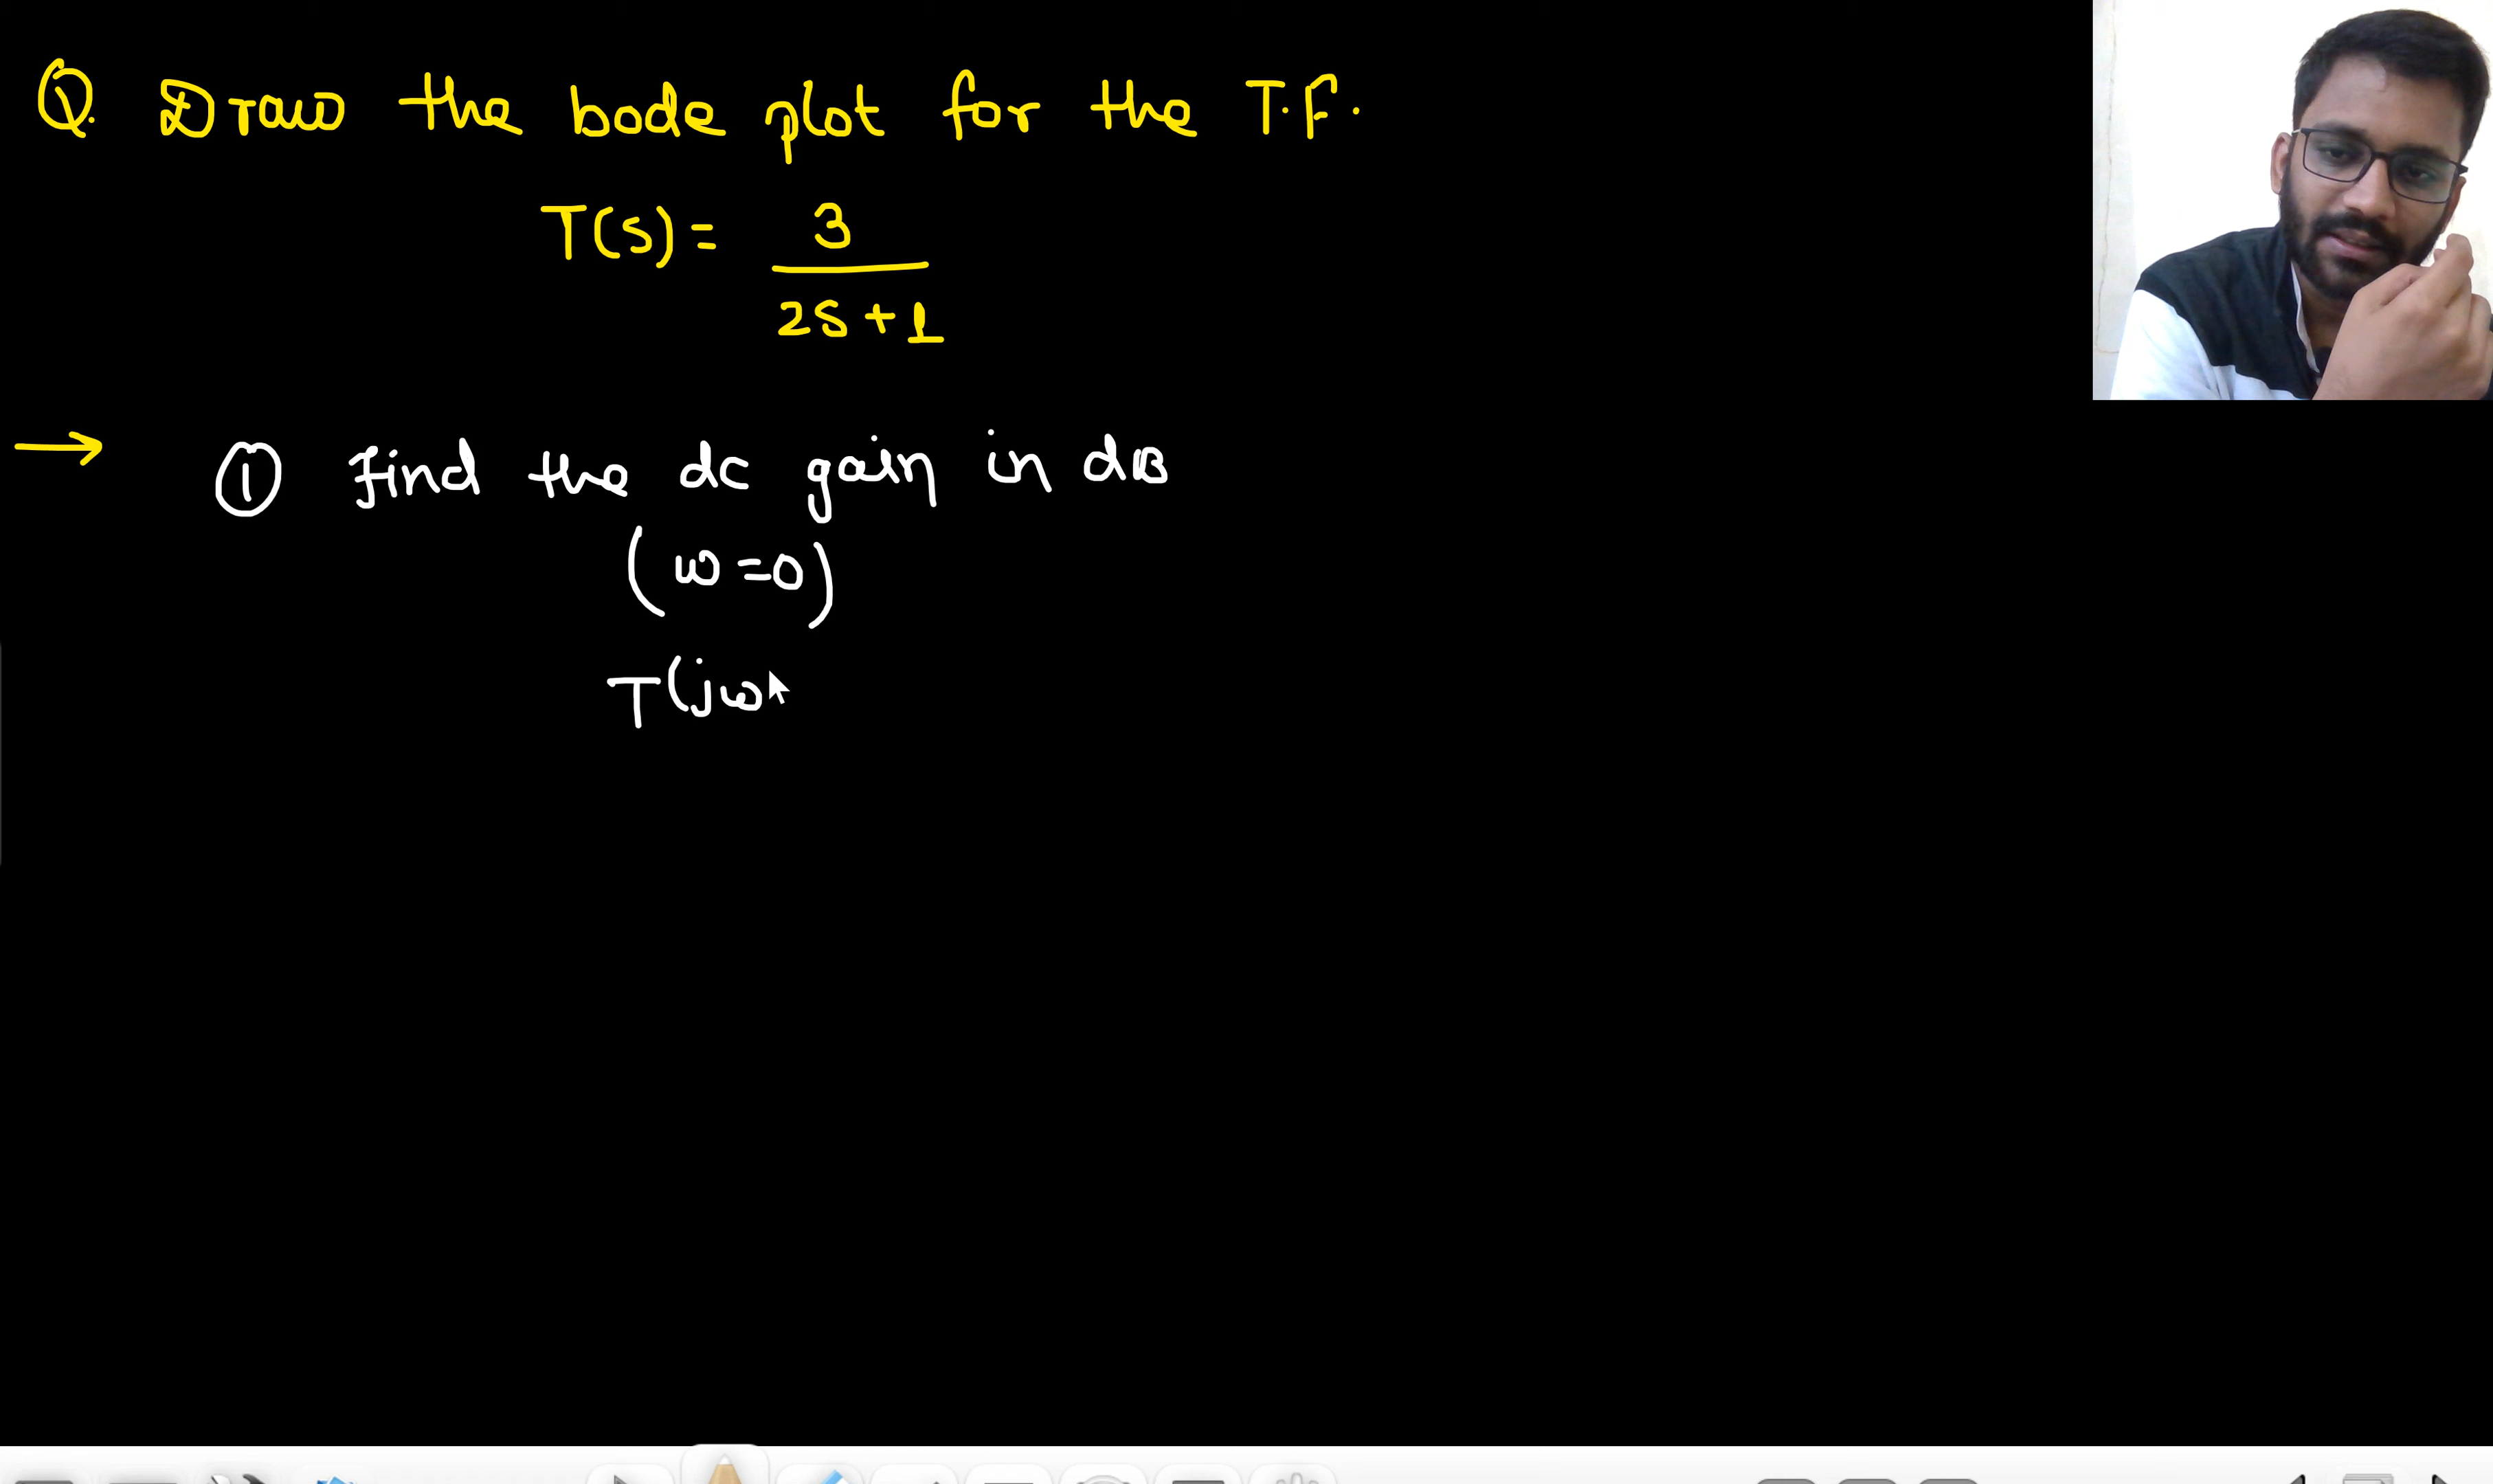 Q. Draw the bode plot for the T.F.
T(s) = 3
2s+1
→ ① Find the dc gain in dB
(ω=0)
T(jω